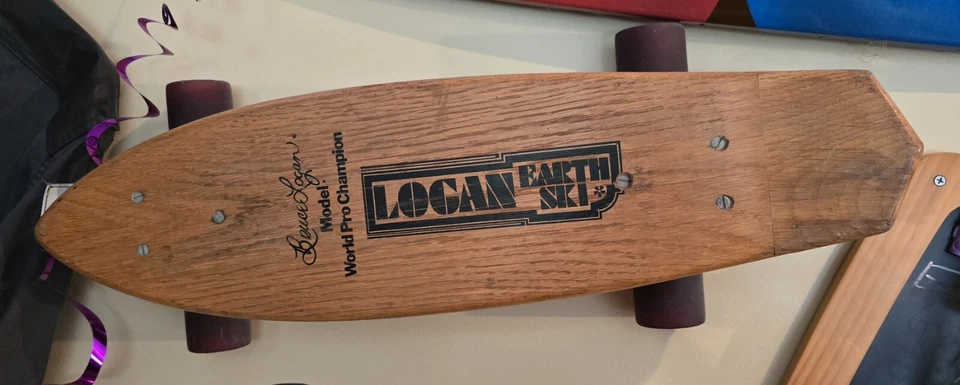 Bruce Logan
Model.
World Pro Champion
LOGAN EARTH
SKI